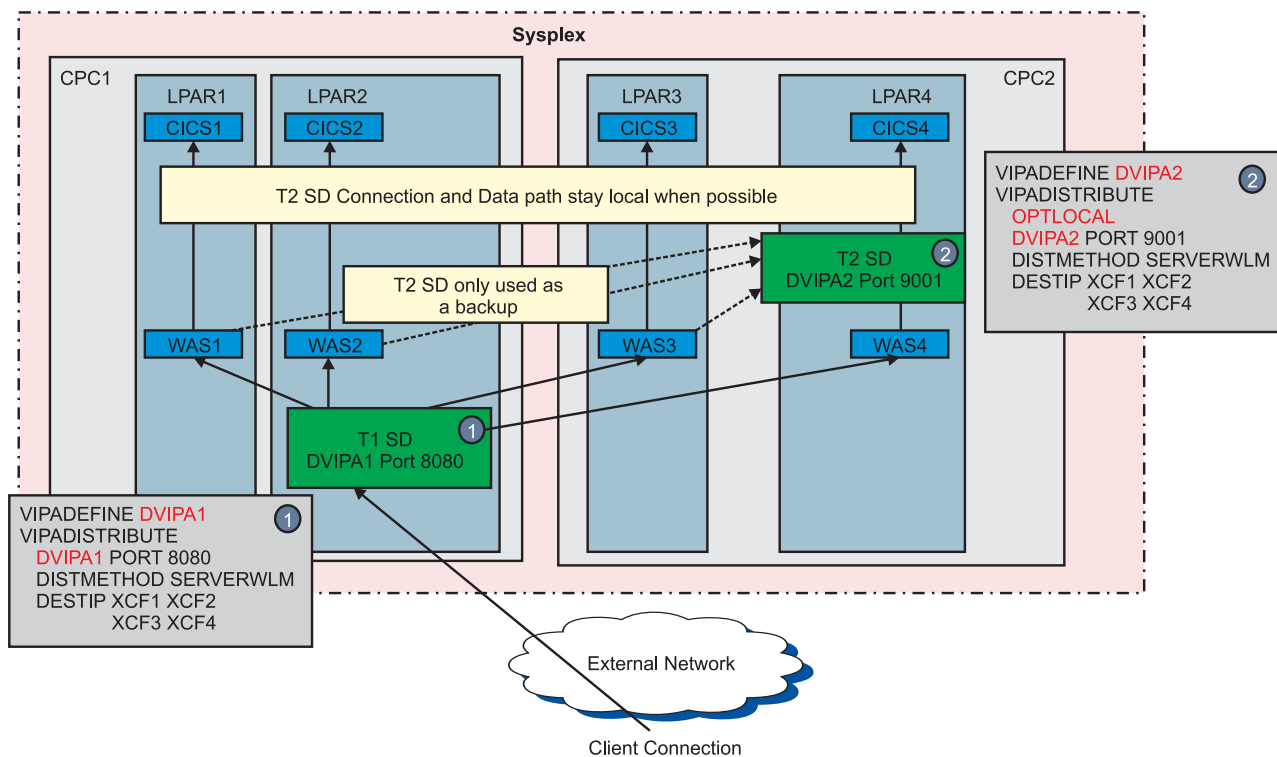 Sysplex
CPC1
CPC2
LPAR1
LPAR2
LPAR3
LPAR4
CICS1
CICS2
CICS3
CICS4
T2 SD Connection and Data path stay local when possible
VIPADEFINE DVIPA2
2
VIPADISTRIBUTE
OPTLOCAL
DVIPA2 PORT 9001
DISTMETHOD SERVERWLM
DESTIP XCF1 XCF2
XCF3 XCF4
T2 SD
2
DVIPA2 Port 9001
T2 SD only used as
a backup
WAS1
WAS2
WAS3
WAS4
T1 SD
1
DVIPA1 Port 8080
VIPADEFINE DVIPA1
1
VIPADISTRIBUTE
DVIPA1 PORT 8080
DISTMETHOD SERVERWLM
DESTIP XCF1 XCF2
XCF3 XCF4
External Network
Client Connection